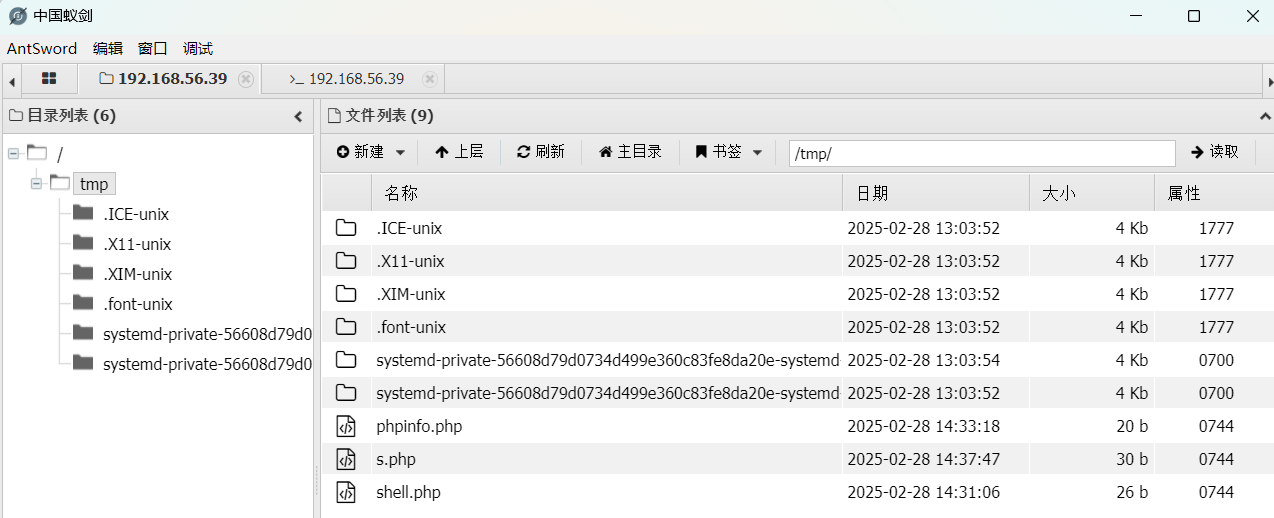 中国蚁剑
AntSword 编辑 窗口 调试
192.168.56.39 >_ 192.168.56.39
目录列表 (6)
/
tmp
.ICE-unix
.X11-unix
.XIM-unix
.font-unix
systemd-private-56608d79d0
systemd-private-56608d79d0
文件列表 (9)
新建 上层 刷新 主目录 书签 /tmp/ 读取
名称 日期 大小 属性
.ICE-unix 2025-02-28 13:03:52 4 Kb 1777
.X11-unix 2025-02-28 13:03:52 4 Kb 1777
.XIM-unix 2025-02-28 13:03:52 4 Kb 1777
.font-unix 2025-02-28 13:03:52 4 Kb 1777
systemd-private-56608d79d0734d499e360c83fe8da20e-systemd- 2025-02-28 13:03:54 4 Kb 0700
systemd-private-56608d79d0734d499e360c83fe8da20e-systemd- 2025-02-28 13:03:52 4 Kb 0700
phpinfo.php 2025-02-28 14:33:18 20 b 0744
s.php 2025-02-28 14:37:47 30 b 0744
shell.php 2025-02-28 14:31:06 26 b 0744